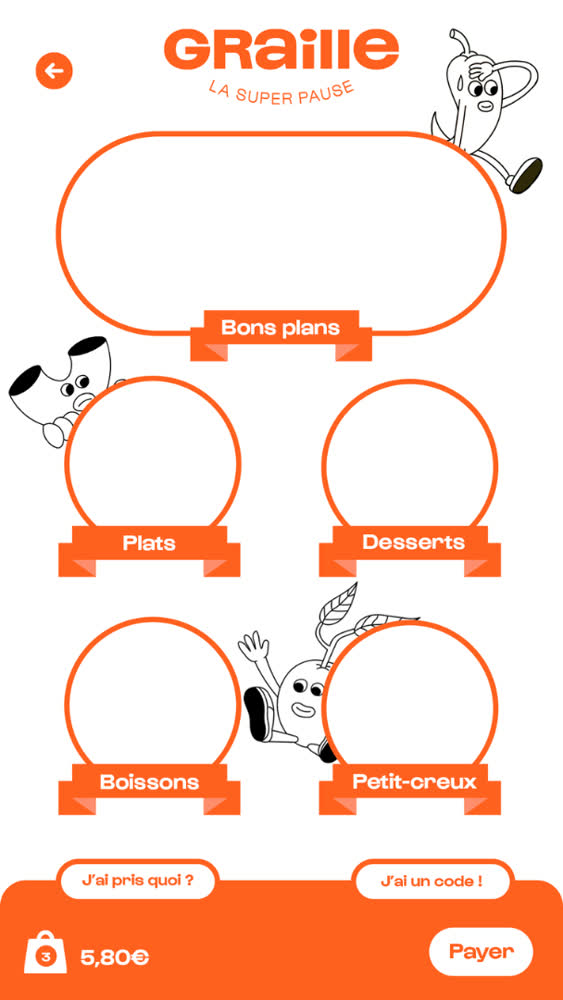 GRaille
LA SUPER PAUSE
Bons plans
Plats
Desserts
Boissons
Petit-creux
J'ai pris quoi ?
J'ai un code !
3
5,80€
Payer